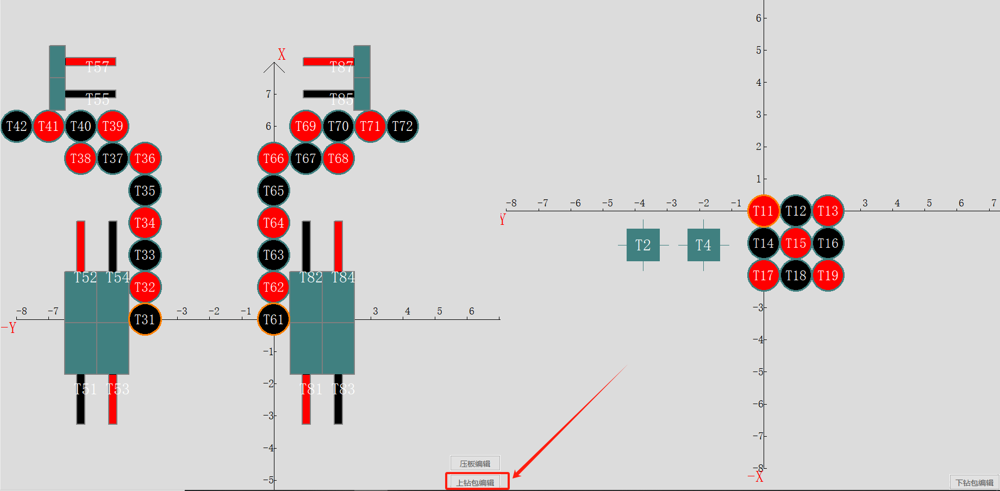 X
T57
T87
7
T55
T85
T42 T41 T40 T39
6
T69 T70 T71 T72
T38 T37 T36
T66 T67 T68
T35
T65
T34
T64
T33
T63
T52 T54
T82 T84
T32
T62
-8 -7 -3 -2 -1 3 4 5 6
T31
T61
-Y
-1
-2
T51 T53
T81 T83
-3
-4
-5
压板编辑
上钻包编辑
6
5
4
3
2
1
-8 -7 -6 -5 -4 -3 -2 -1 3 4 5 6 7
Y
T11 T12 T13
T2 T4
T14 T15 T16
T17 T18 T19
-3
-4
-5
-6
-7
-8
-X
下钻包编辑